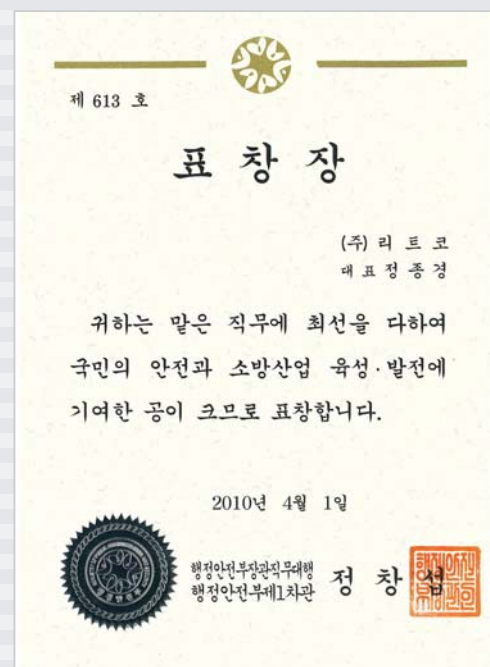 제 613 호
표 창 장
(주) 리 트 코
대 표 정 종 경
귀하는 맡은 직무에 최선을 다하여
국민의 안전과 소방산업 육성·발전에
기여한 공이 크므로 표창합니다.
2010년 4월 1일
행정안전부장관직무대행
행정안전부제1차관 정 창 섭